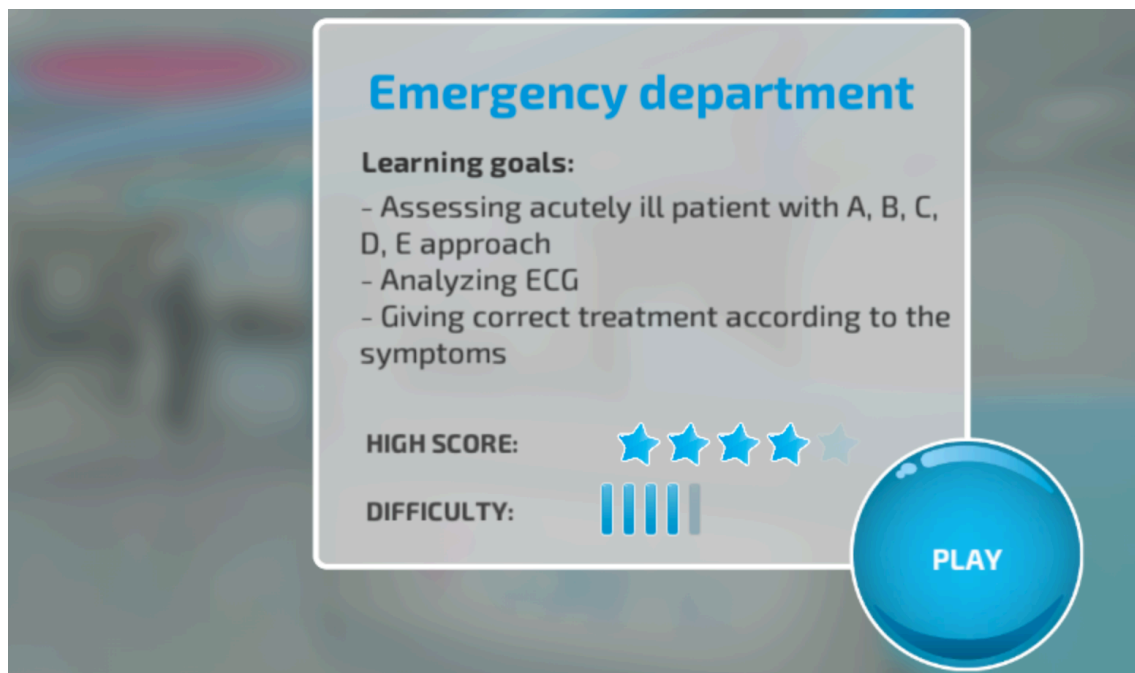 Emergency department
Learning goals:
- Assessing acutely ill patient with A, B, C,
D, E approach
- Analyzing ECG
- Giving correct treatment according to the
symptoms
HIGH SCORE:
DIFFICULTY:
PLAY